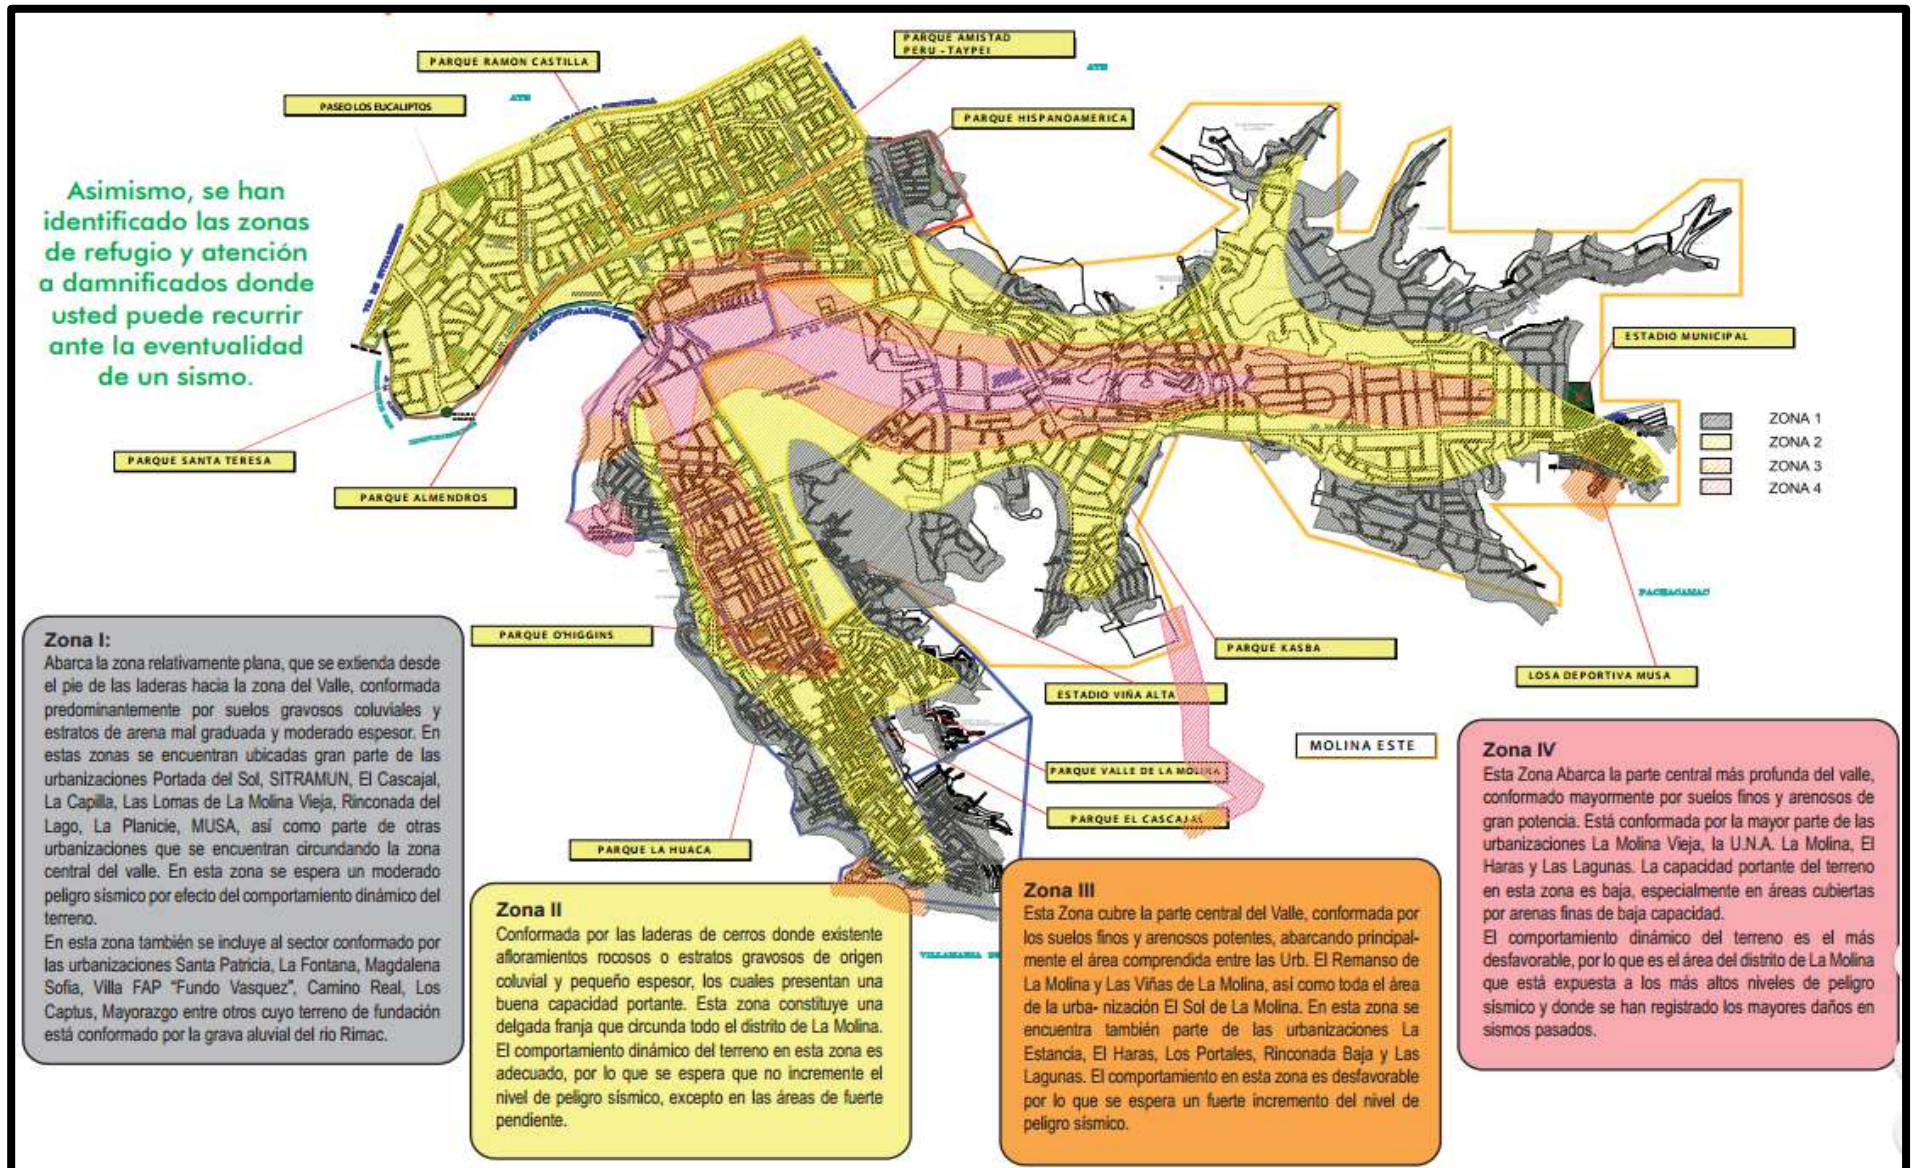 PARQUE AMISTAD
PERU - TAYPEI
PARQUE RAMON CASTILLA
ATE
ATE
PASEO LOS EUCALIPTOS
PARQUE HISPANOAMERICA
Asimismo, se han
identificado las zonas
de refugio y atención
a damnificados donde
usted puede recurrir
ante la eventualidad
de un sismo.
ESTADIO MUNICIPAL
ZONA 1
ZONA 2
ZONA 3
ZONA 4
PARQUE SANTA TERESA
PARQUE ALMENDROS
PACHACAMAC
PARQUE O'HIGGINS
PARQUE KASBA
LOSA DEPORTIVA MUSA
ESTADIO VIÑA ALTA
MOLINA ESTE
PARQUE VALLE DE LA MOLINA
PARQUE EL CASCAJAL
PARQUE LA HUACA
Zona I:
Abarca la zona relativamente plana, que se extienda desde
el pie de las laderas hacia la zona del Valle, conformada
predominantemente por suelos gravosos coluviales y
estratos de arena mal graduada y moderado espesor. En
estas zonas se encuentran ubicadas gran parte de las
urbanizaciones Portada del Sol, SITRAMUN, El Cascajal,
La Capilla, Las Lomas de La Molina Vieja, Rinconada del
Lago, La Planicie, MUSA, así como parte de otras
urbanizaciones que se encuentran circundando la zona
central del valle. En esta zona se espera un moderado
peligro sísmico por efecto del comportamiento dinámico del
terreno.
En esta zona también se incluye al sector conformado por
las urbanizaciones Santa Patricia, La Fontana, Magdalena
Sofia, Villa FAP "Fundo Vasquez", Camino Real, Los
Captus, Mayorazgo entre otros cuyo terreno de fundación
está conformado por la grava aluvial del rio Rimac.
Zona II
Conformada por las laderas de cerros donde existente
afloramientos rocosos o estratos gravosos de origen
coluvial y pequeño espesor, los cuales presentan una
buena capacidad portante. Esta zona constituye una
delgada franja que circunda todo el distrito de La Molina.
El comportamiento dinámico del terreno en esta zona es
adecuado, por lo que se espera que no incremente el
nivel de peligro sísmico, excepto en las áreas de fuerte
pendiente.
Zona III
Esta Zona cubre la parte central del Valle, conformada por
los suelos finos y arenosos potentes, abarcando principal-
mente el área comprendida entre las Urb. El Remanso de
La Molina y Las Viñas de La Molina, así como toda el área
de la urba- nización El Sol de La Molina. En esta zona se
encuentra también parte de las urbanizaciones La
Estancia, El Haras, Los Portales, Rinconada Baja y Las
Lagunas. El comportamiento en esta zona es desfavorable
por lo que se espera un fuerte incremento del nivel de
peligro sísmico.
Zona IV
Esta Zona Abarca la parte central más profunda del valle,
conformado mayormente por suelos finos y arenosos de
gran potencia. Está conformada por la mayor parte de las
urbanizaciones La Molina Vieja, la U.N.A. La Molina, El
Haras y Las Lagunas. La capacidad portante del terreno
en esta zona es baja, especialmente en áreas cubiertas
por arenas finas de baja capacidad.
El comportamiento dinámico del terreno es el más
desfavorable, por lo que es el área del distrito de La Molina
que está expuesta a los más altos niveles de peligro
sísmico y donde se han registrado los mayores daños en
sismos pasados.